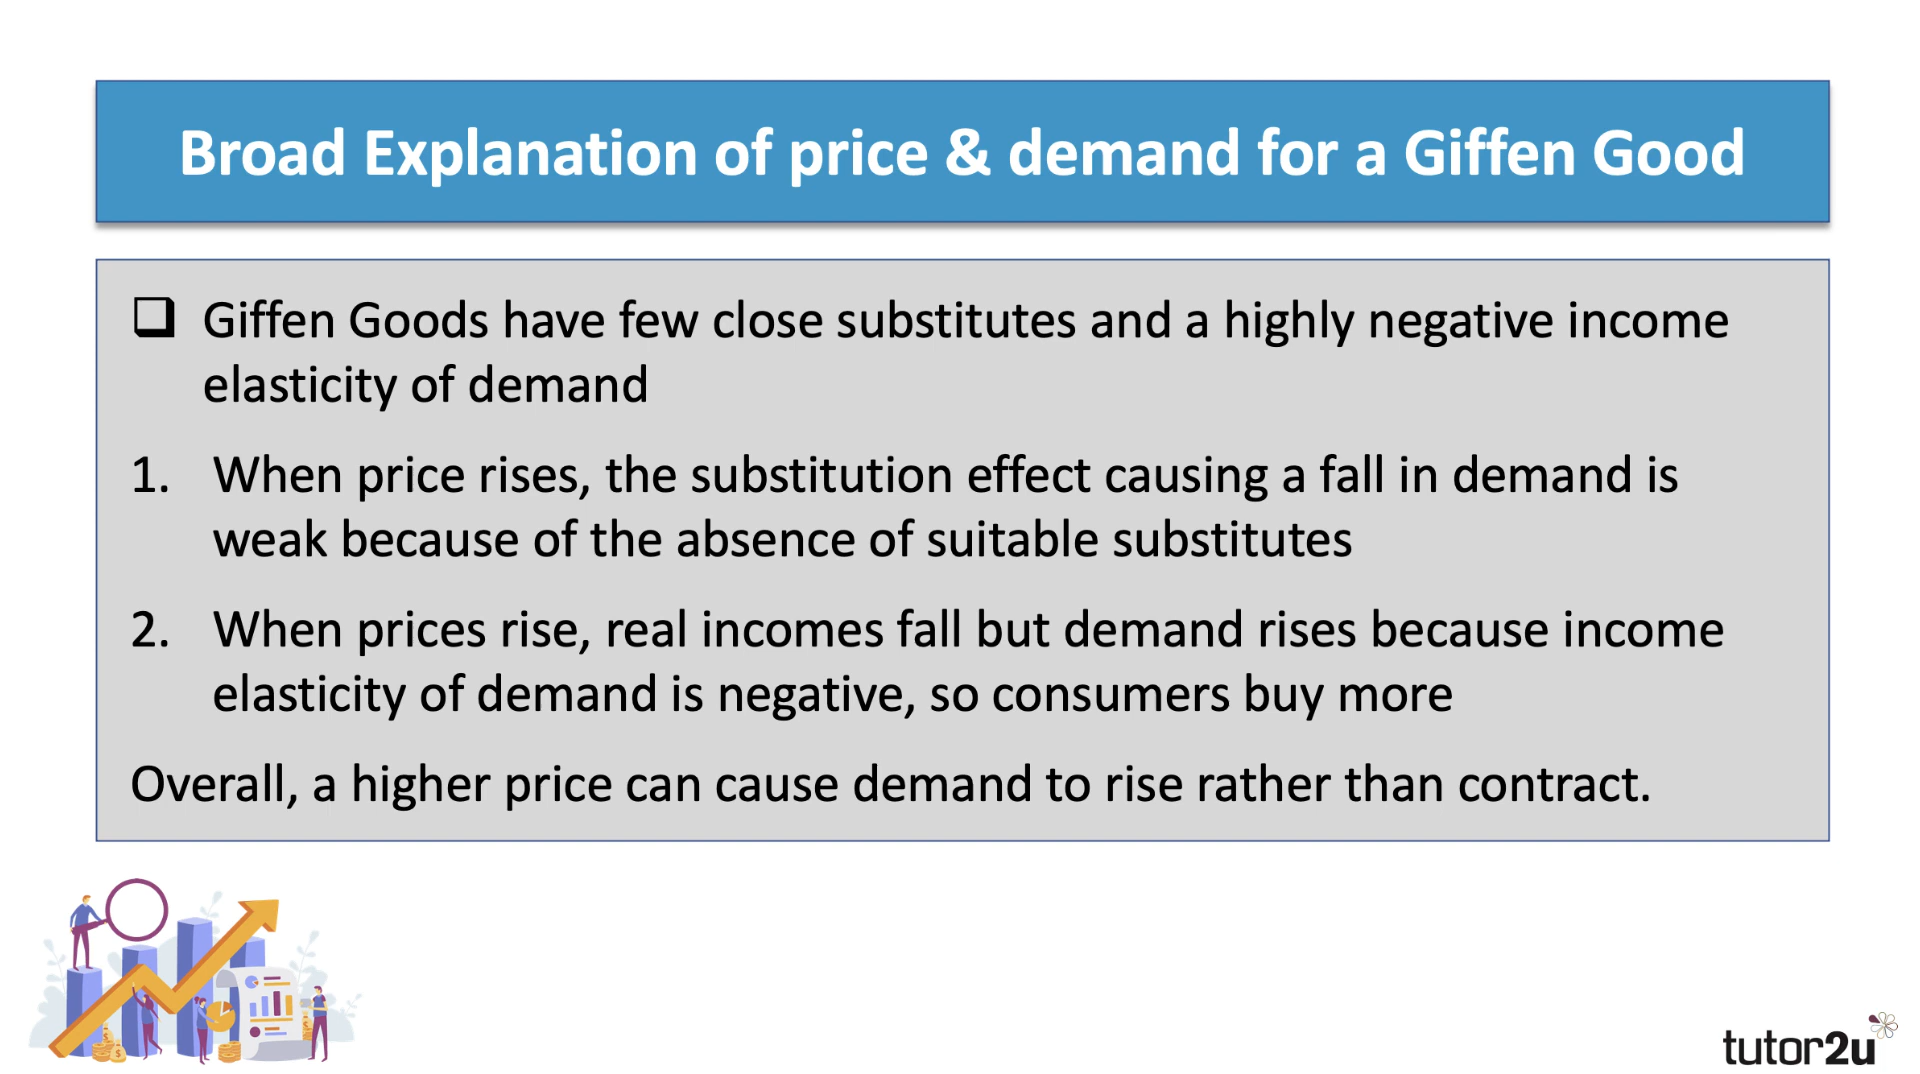 Broad Explanation of price & demand for a Giffen Good
❑ Giffen Goods have few close substitutes and a highly negative income
elasticity of demand
1. When price rises, the substitution effect causing a fall in demand is
weak because of the absence of suitable substitutes
2. When prices rise, real incomes fall but demand rises because income
elasticity of demand is negative, so consumers buy more
Overall, a higher price can cause demand to rise rather than contract.
tutor2u